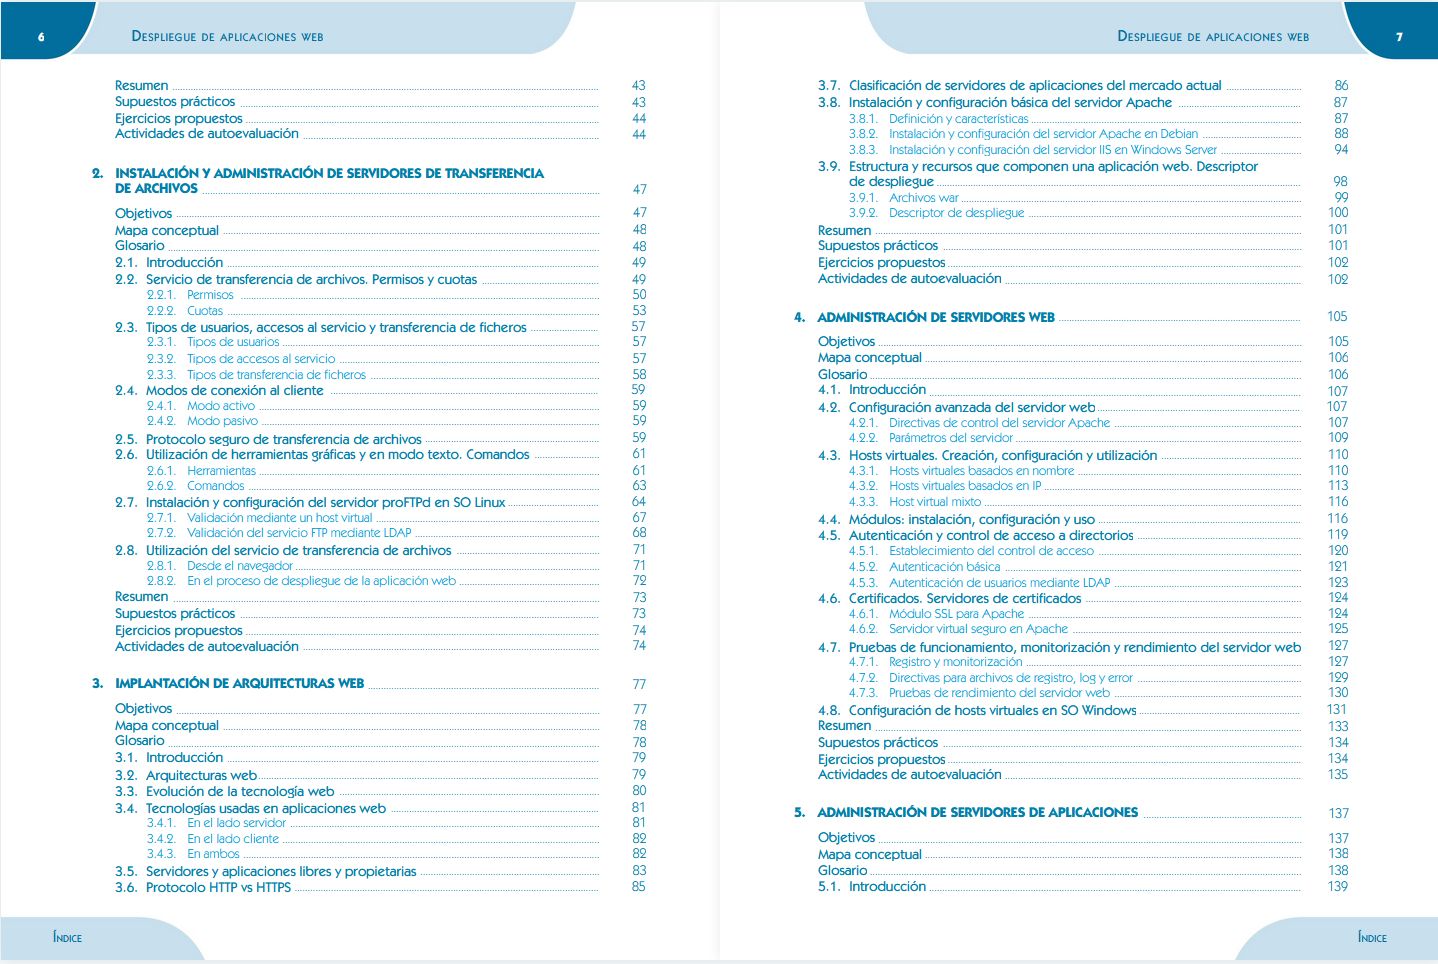 6
DESPLIEGUE DE APLICACIONES WEB
Resumen 43
Supuestos prácticos 43
Ejercicios propuestos 44
Actividades de autoevaluación 44
2. INSTALACIÓN Y ADMINISTRACIÓN DE SERVIDORES DE TRANSFERENCIA
DE ARCHIVOS 47
Objetivos 47
Mapa conceptual 48
Glosario 48
2.1. Introducción 49
2.2. Servicio de transferencia de archivos. Permisos y cuotas 49
2.2.1. Permisos 50
2.2.2. Cuotas 53
2.3. Tipos de usuarios, accesos al servicio y transferencia de ficheros 57
2.3.1. Tipos de usuarios 57
2.3.2. Tipos de accesos al servicio 57
2.3.3. Tipos de transferencia de ficheros 58
2.4. Modos de conexión al cliente 59
2.4.1. Modo activo 59
2.4.2. Modo pasivo 59
2.5. Protocolo seguro de transferencia de archivos 59
2.6. Utilización de herramientas gráficas y en modo texto. Comandos 61
2.6.1. Herramientas 61
2.6.2. Comandos 63
2.7. Instalación y configuración del servidor proFTPd en SO Linux 64
2.7.1. Validación mediante un host virtual 67
2.7.2. Validación del servicio FTP mediante LDAP 68
2.8. Utilización del servicio de transferencia de archivos 71
2.8.1. Desde el navegador 71
2.8.2. En el proceso de despliegue de la aplicación web 72
Resumen 73
Supuestos prácticos 73
Ejercicios propuestos 74
Actividades de autoevaluación 74
3. IMPLANTACIÓN DE ARQUITECTURAS WEB 77
Objetivos 77
Mapa conceptual 78
Glosario 78
3.1. Introducción 79
3.2. Arquitecturas web 79
3.3. Evolución de la tecnología web 80
3.4. Tecnologías usadas en aplicaciones web 81
3.4.1. En el lado servidor 81
3.4.2. En el lado cliente 82
3.4.3. En ambos 82
3.5. Servidores y aplicaciones libres y propietarias 83
3.6. Protocolo HTTP vs HTTPS 85
ÍNDICE
DESPLIEGUE DE APLICACIONES WEB
7
3.7. Clasificación de servidores de aplicaciones del mercado actual 86
3.8. Instalación y configuración básica del servidor Apache 87
3.8.1. Definición y características 87
3.8.2. Instalación y configuración del servidor Apache en Debian 88
3.8.3. Instalación y configuración del servidor IIS en Windows Server 94
3.9. Estructura y recursos que componen una aplicación web. Descriptor
de despliegue 98
3.9.1. Archivos war 99
3.9.2. Descriptor de despliegue 100
Resumen 101
Supuestos prácticos 101
Ejercicios propuestos 102
Actividades de autoevaluación 102
4. ADMINISTRACIÓN DE SERVIDORES WEB 105
Objetivos 105
Mapa conceptual 106
Glosario 106
4.1. Introducción 107
4.2. Configuración avanzada del servidor web 107
4.2.1. Directivas de control del servidor Apache 107
4.2.2. Parámetros del servidor 109
4.3. Hosts virtuales. Creación, configuración y utilización 110
4.3.1. Hosts virtuales basados en nombre 110
4.3.2. Hosts virtuales basados en IP 113
4.3.3. Host virtual mixto 116
4.4. Módulos: instalación, configuración y uso 116
4.5. Autenticación y control de acceso a directorios 119
4.5.1. Establecimiento del control de acceso 120
4.5.2. Autenticación básica 121
4.5.3. Autenticación de usuarios mediante LDAP 123
4.6. Certificados. Servidores de certificados 124
4.6.1. Módulo SSL para Apache 124
4.6.2. Servidor virtual seguro en Apache 125
4.7. Pruebas de funcionamiento, monitorización y rendimiento del servidor web 127
4.7.1. Registro y monitorización 127
4.7.2. Directivas para archivos de registro, log y error 129
4.7.3. Pruebas de rendimiento del servidor web 130
4.8. Configuración de hosts virtuales en SO Windows 131
Resumen 133
Supuestos prácticos 134
Ejercicios propuestos 134
Actividades de autoevaluación 135
5. ADMINISTRACIÓN DE SERVIDORES DE APLICACIONES 137
Objetivos 137
Mapa conceptual 138
Glosario 138
5.1. Introducción 139
ÍNDICE